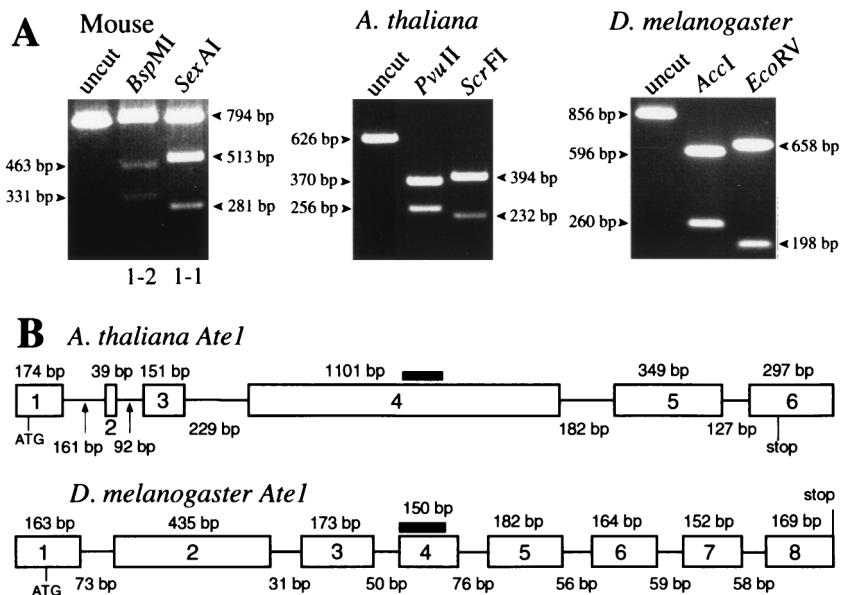 A
Mouse
A. thaliana
D. melanogaster
uncut BspMI SexAI
uncut PvuII ScrFI
uncut AccI EcoRV
794 bp
463 bp 513 bp
331 bp 281 bp
1-2 1-1
626 bp
370 bp 394 bp
256 bp 232 bp
856 bp
596 bp 658 bp
260 bp 198 bp
B A. thaliana Ate1
174 bp 39 bp 151 bp 1101 bp 349 bp 297 bp
1 2 3 4 5 6
ATG 161 bp 92 bp 229 bp 182 bp 127 bp stop
D. melanogaster Ate1 stop
163 bp 435 bp 173 bp 150 bp 182 bp 164 bp 152 bp 169 bp
1 2 3 4 5 6 7 8
ATG 73 bp 31 bp 50 bp 76 bp 56 bp 59 bp 58 bp